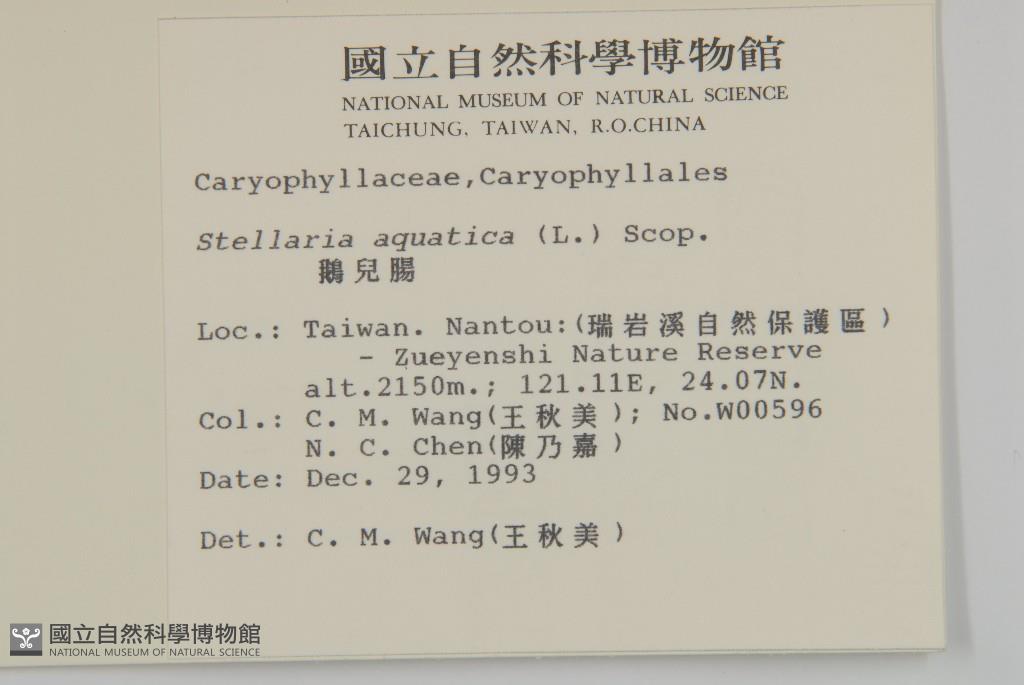 國立自然科學博物館
NATIONAL MUSEUM OF NATURAL SCIENCE
TAICHUNG, TAIWAN, R.O.CHINA
Caryophyllaceae,Caryophyllales
Stellaria aquatica (L.) Scop.
鵝兒腸
Loc.: Taiwan. Nantou:(瑞岩溪自然保護區)
- Zueyenshi Nature Reserve
alt.2150m.; 121.11E, 24.07N.
Col.: C. M. Wang(王秋美); No.W00596
N. C. Chen(陳乃嘉)
Date: Dec. 29, 1993
Det.: C. M. Wang(王秋美)
國立自然科學博物館
NATIONAL MUSEUM OF NATURAL SCIENCE